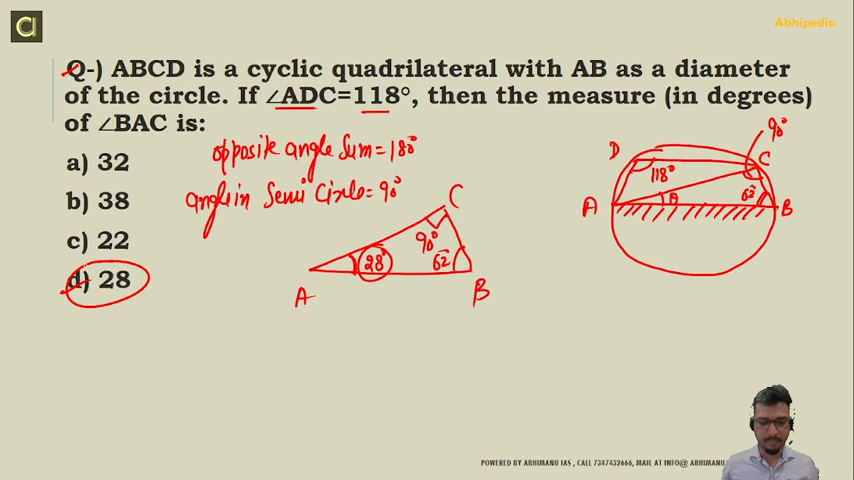 Abhipedia
Q-) ABCD is a cyclic quadrilateral with AB as a diameter
of the circle. If ∠ADC=118°, then the measure (in degrees)
of ∠BAC is:
opposite angle Sum = 180°
a) 32
angle in Semi Circle = 90°
b) 38
c) 22
d) 28
C
90°
28°
62°
A
B
90°
D
C
118°
62°
A
θ
B
POWERED BY ABHIMANU IAS , CALL 7347432666, MAIL AT INFO@ ABHIMANU